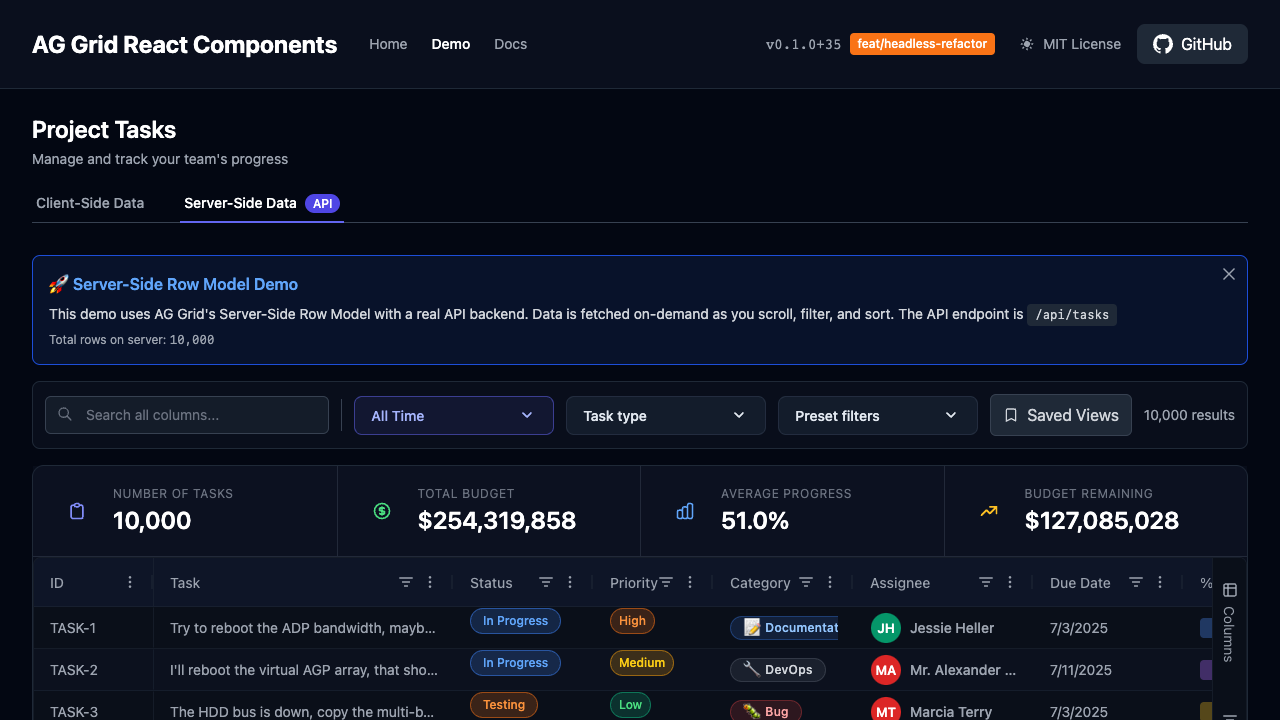 AG Grid React Components Home Demo Docs v0.1.0+35 feat/headless-refactor MIT License GitHub
Project Tasks
Manage and track your team's progress
Client-Side Data Server-Side Data API
🚀 Server-Side Row Model Demo
This demo uses AG Grid's Server-Side Row Model with a real API backend. Data is fetched on-demand as you scroll, filter, and sort. The API endpoint is /api/tasks
Total rows on server: 10,000
Search all columns... All Time Task type Preset filters Saved Views 10,000 results
NUMBER OF TASKS TOTAL BUDGET AVERAGE PROGRESS BUDGET REMAINING
10,000 $254,319,858 51.0% $127,085,028
ID Task Status Priority Category Assignee Due Date %
Columns
TASK-1 Try to reboot the ADP bandwidth, mayb... In Progress High 📝 Documentat JH Jessie Heller 7/3/2025
TASK-2 I'll reboot the virtual AGP array, that sho... In Progress Medium 🔧 DevOps MA Mr. Alexander ... 7/11/2025
TASK-3 The HDD bus is down, copy the multi-b... Testing Low 🐛 Bug MT Marcia Terry 7/3/2025